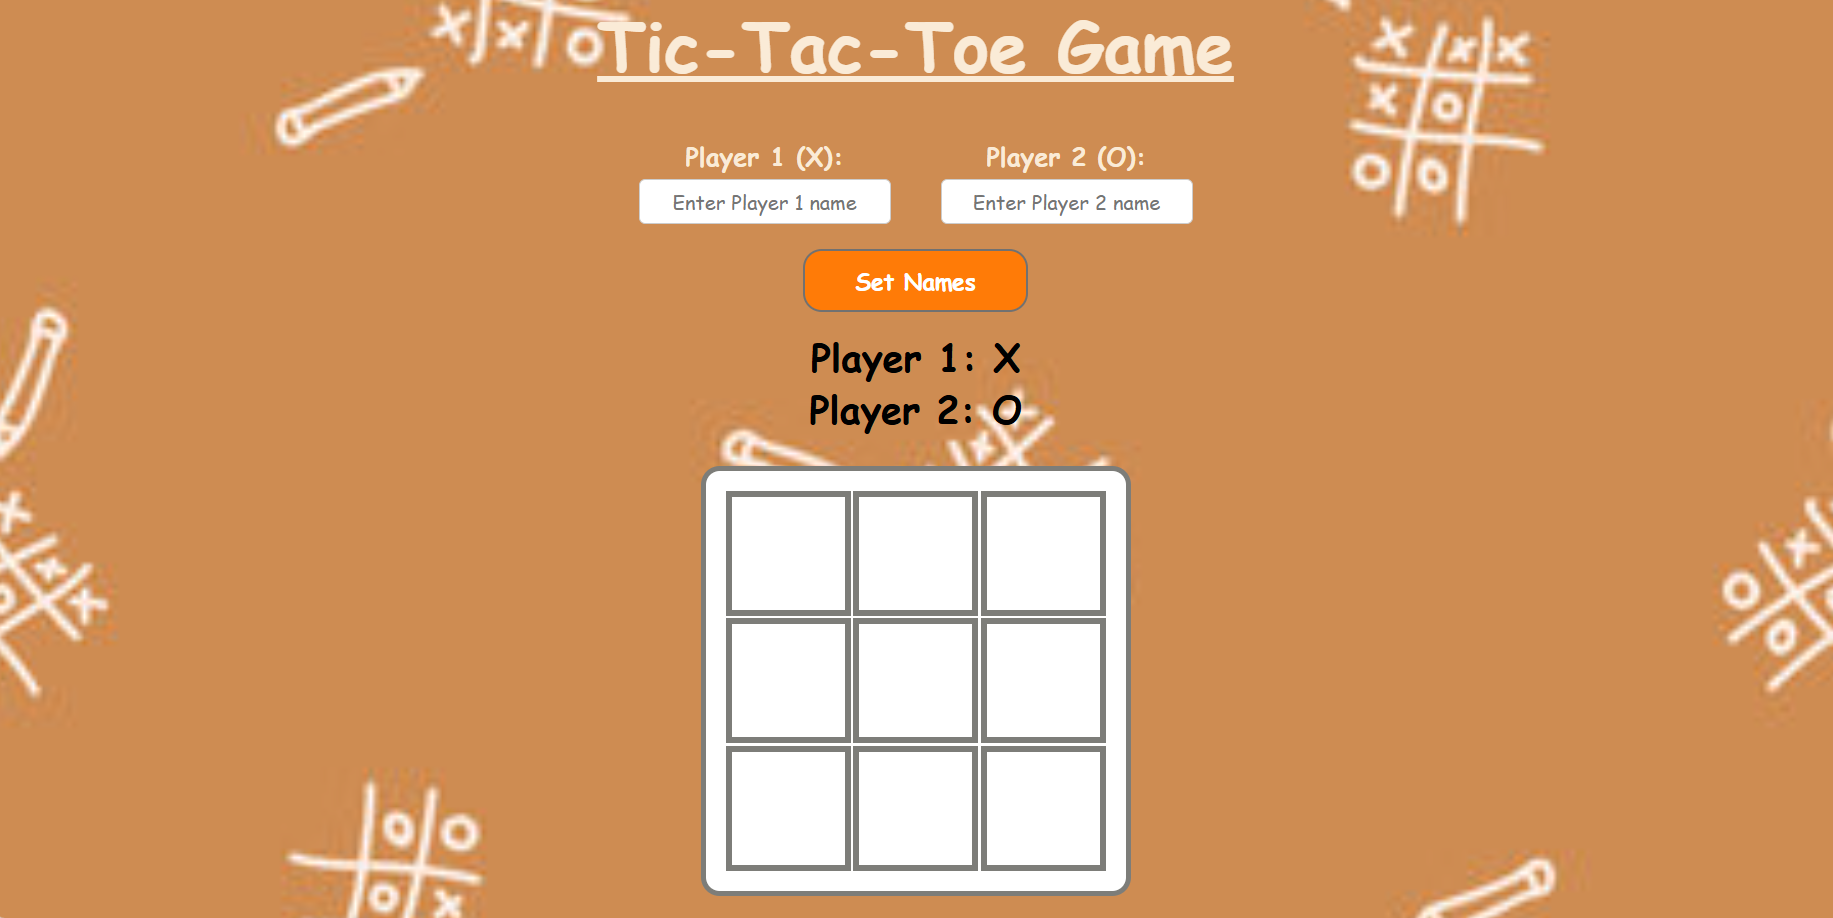 Tic-Tac-Toe Game
Player 1 (X): Player 2 (O):
Enter Player 1 name Enter Player 2 name
Set Names
Player 1: X
Player 2: O